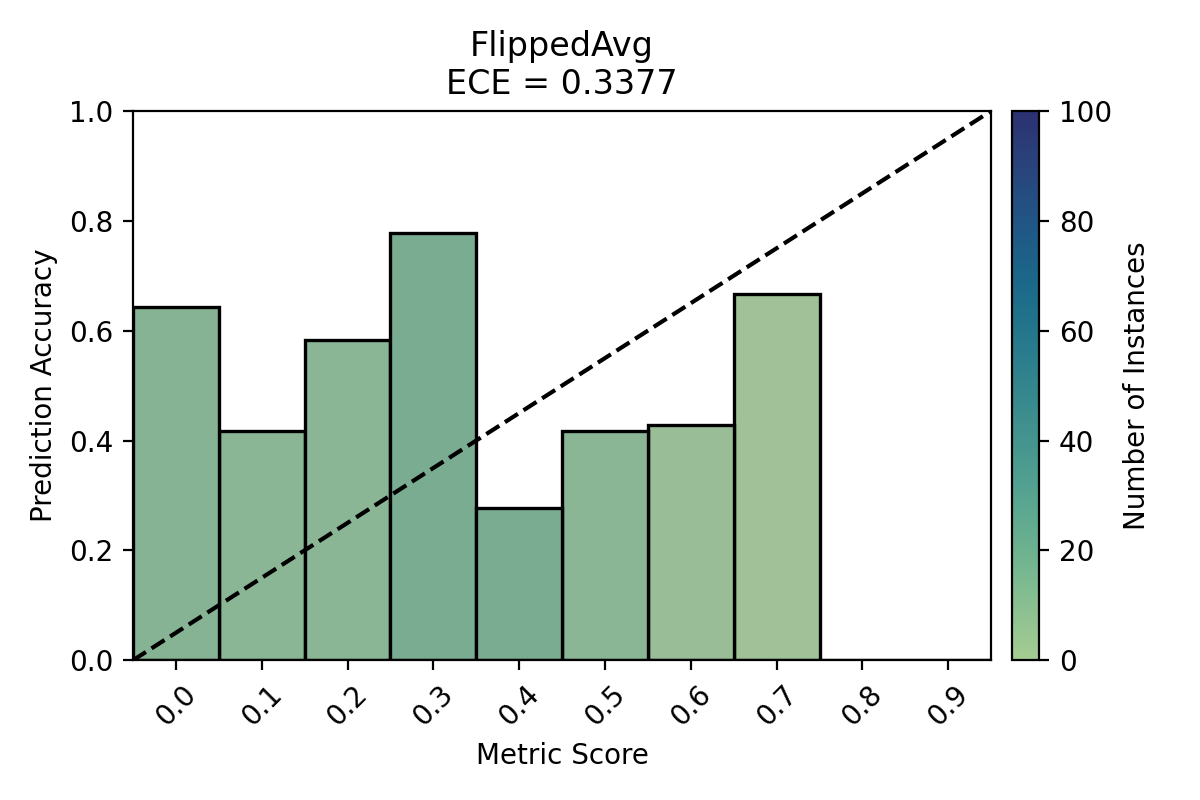 FlippedAvg
ECE = 0.3377
1.0
0.8
0.6
0.4
0.2
0.0
Prediction Accuracy
0.0 0.1 0.2 0.3 0.4 0.5 0.6 0.7 0.8 0.9
Metric Score
100
80
60
40
20
0
Number of Instances